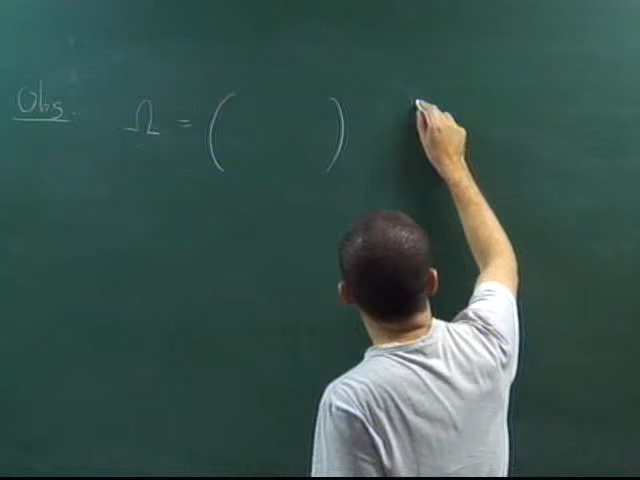 Obs. Ω = ( )